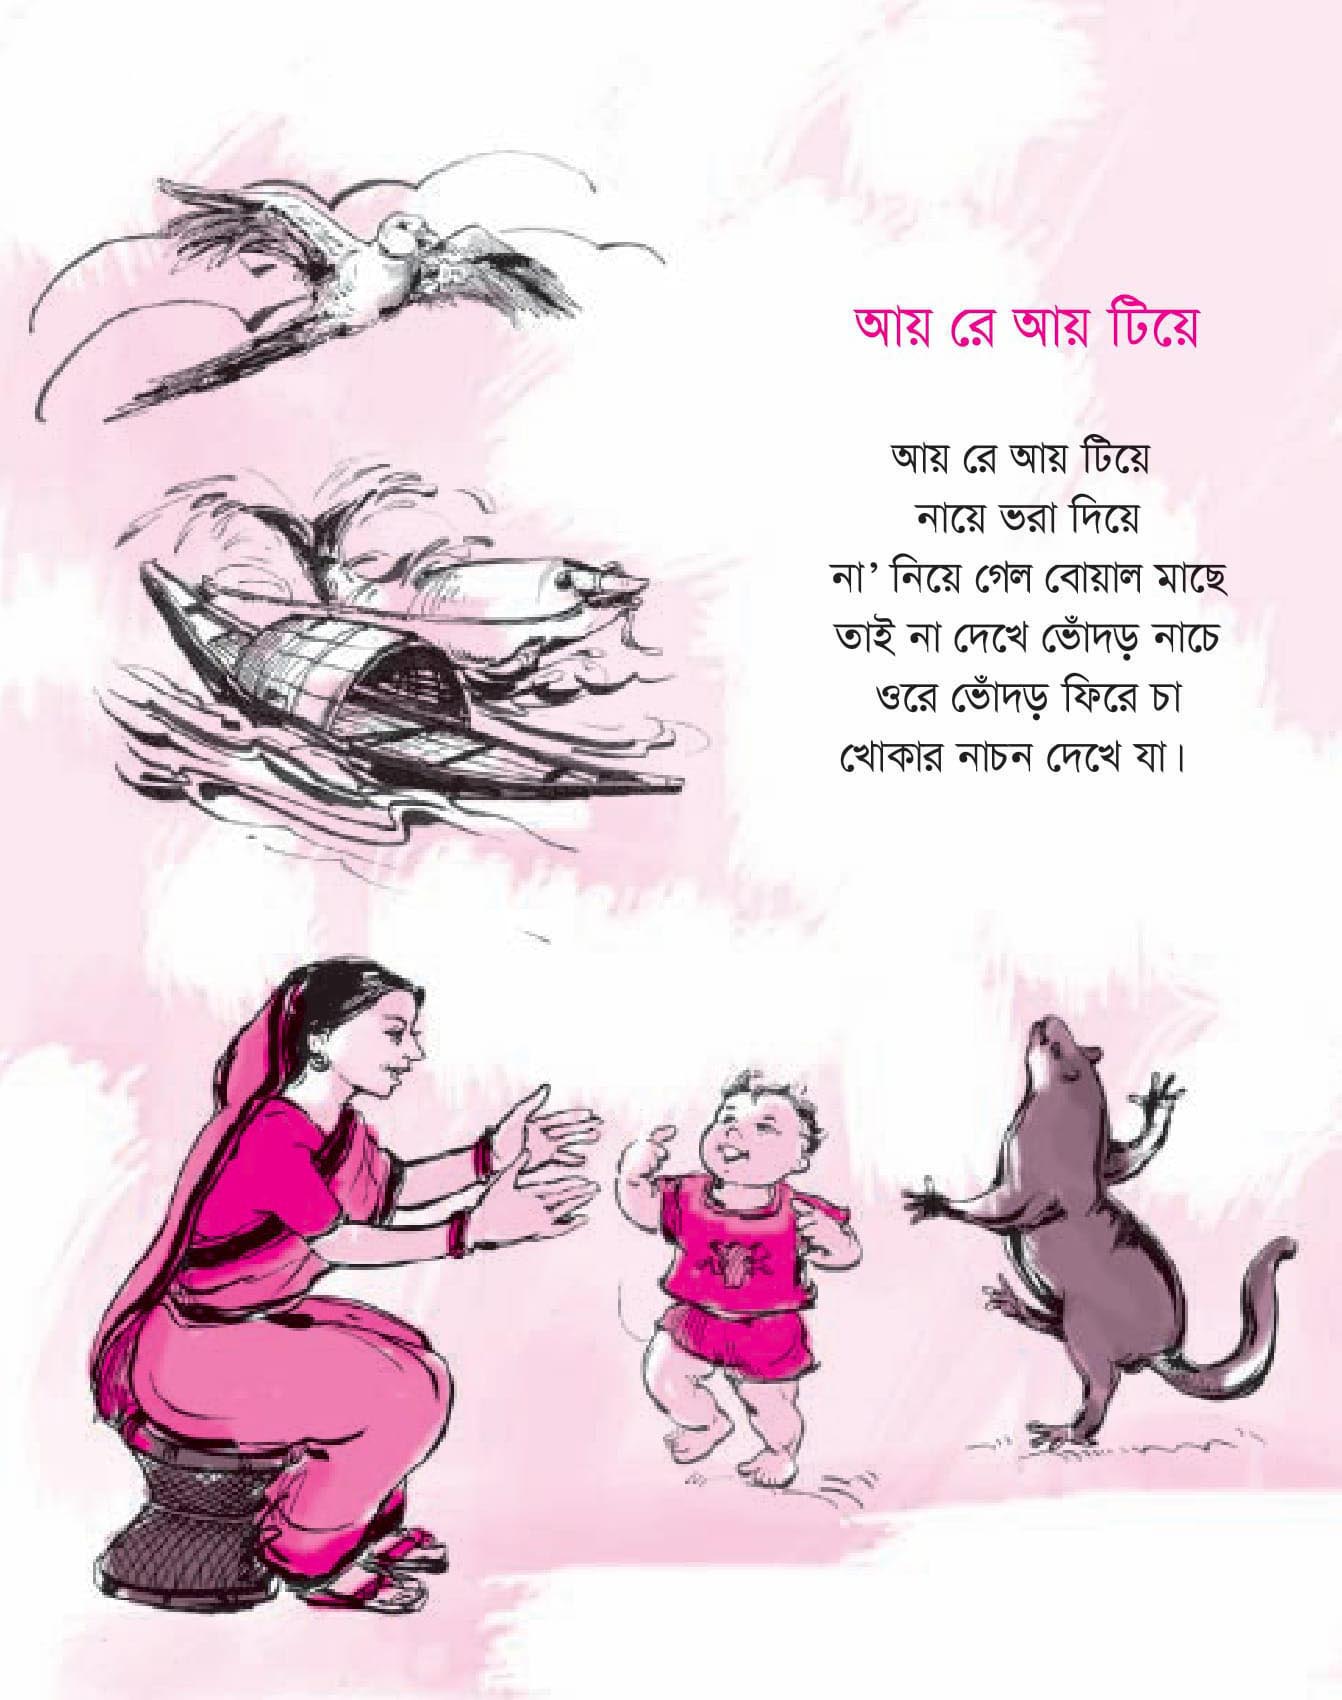 আয় রে আয় টিয়ে
আয় রে আয় টিয়ে
নায়ে ভরা দিয়ে
না’ নিয়ে গেল বোয়াল মাছে
তাই না দেখে ভোঁদড় নাচে
ওরে ভোঁদড় ফিরে চা
খোকার নাচন দেখে যা।